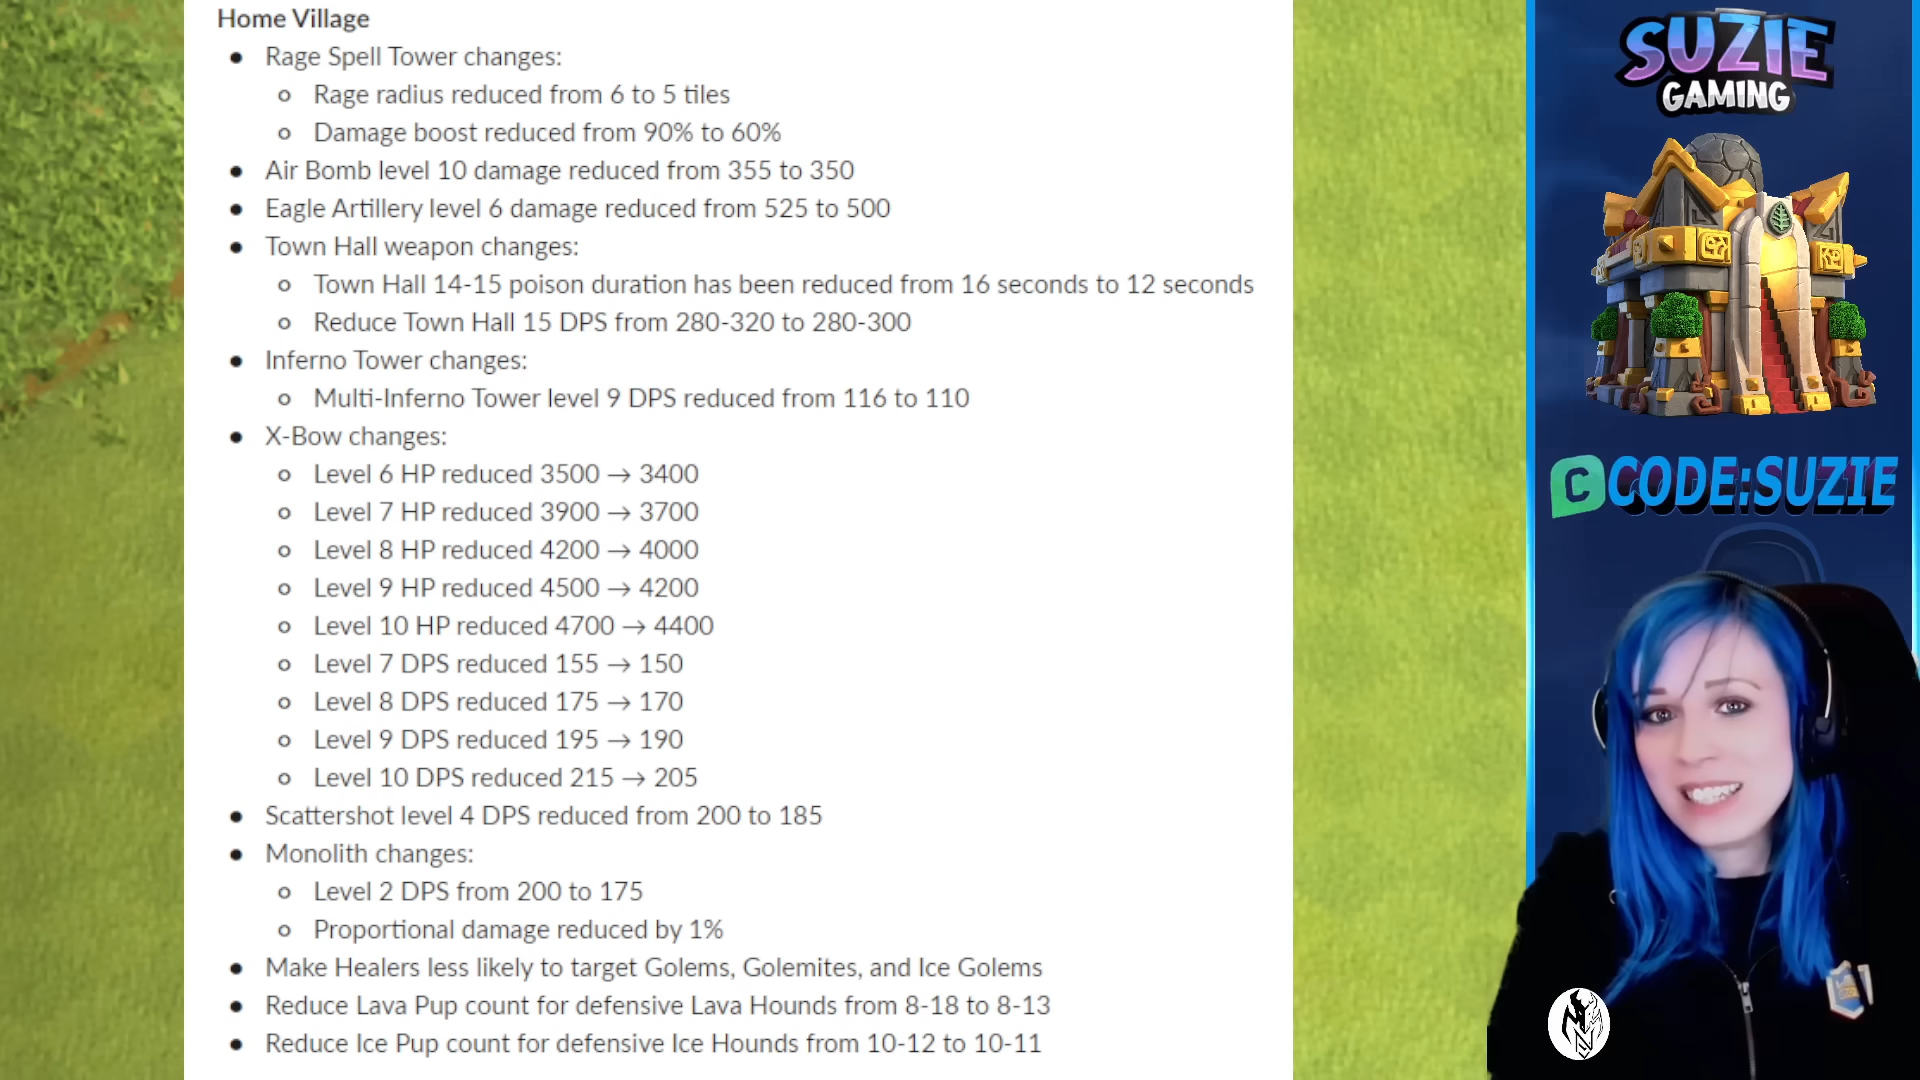 Home Village
● Rage Spell Tower changes:
○ Rage radius reduced from 6 to 5 tiles
○ Damage boost reduced from 90% to 60%
● Air Bomb level 10 damage reduced from 355 to 350
● Eagle Artillery level 6 damage reduced from 525 to 500
● Town Hall weapon changes:
○ Town Hall 14-15 poison duration has been reduced from 16 seconds to 12 seconds
○ Reduce Town Hall 15 DPS from 280-320 to 280-300
● Inferno Tower changes:
○ Multi-Inferno Tower level 9 DPS reduced from 116 to 110
● X-Bow changes:
○ Level 6 HP reduced 3500 → 3400
○ Level 7 HP reduced 3900 → 3700
○ Level 8 HP reduced 4200 → 4000
○ Level 9 HP reduced 4500 → 4200
○ Level 10 HP reduced 4700 → 4400
○ Level 7 DPS reduced 155 → 150
○ Level 8 DPS reduced 175 → 170
○ Level 9 DPS reduced 195 → 190
○ Level 10 DPS reduced 215 → 205
● Scattershot level 4 DPS reduced from 200 to 185
● Monolith changes:
○ Level 2 DPS from 200 to 175
○ Proportional damage reduced by 1%
● Make Healers less likely to target Golems, Golemites, and Ice Golems
● Reduce Lava Pup count for defensive Lava Hounds from 8-18 to 8-13
● Reduce Ice Pup count for defensive Ice Hounds from 10-12 to 10-11
SUZIE
GAMING
C CODE:SUZIE